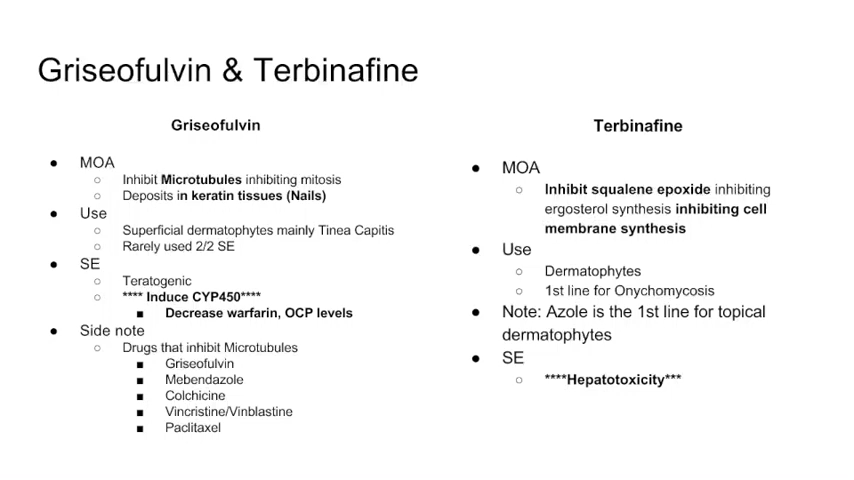 Griseofulvin & Terbinafine
Griseofulvin
● MOA
○ Inhibit Microtubules inhibiting mitosis
○ Deposits in keratin tissues (Nails)
● Use
○ Superficial dermatophytes mainly Tinea Capitis
○ Rarely used 2/2 SE
● SE
○ Teratogenic
○ **** Induce CYP450****
■ Decrease warfarin, OCP levels
● Side note
○ Drugs that inhibit Microtubules
■ Griseofulvin
■ Mebendazole
■ Colchicine
■ Vincristine/Vinblastine
■ Paclitaxel
Terbinafine
● MOA
○ Inhibit squalene epoxide inhibiting
ergosterol synthesis inhibiting cell
membrane synthesis
● Use
○ Dermatophytes
○ 1st line for Onychomycosis
● Note: Azole is the 1st line for topical
dermatophytes
● SE
○ ****Hepatotoxicity***